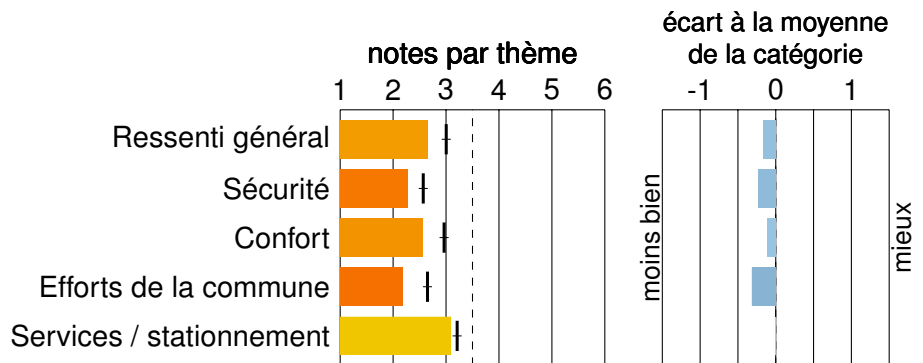 écart à la moyenne
notes par thème de la catégorie
1 2 3 4 5 6 -1 0 1
Ressenti général
Sécurité
Confort
Efforts de la commune
Services / stationnement
moins bien
mieux